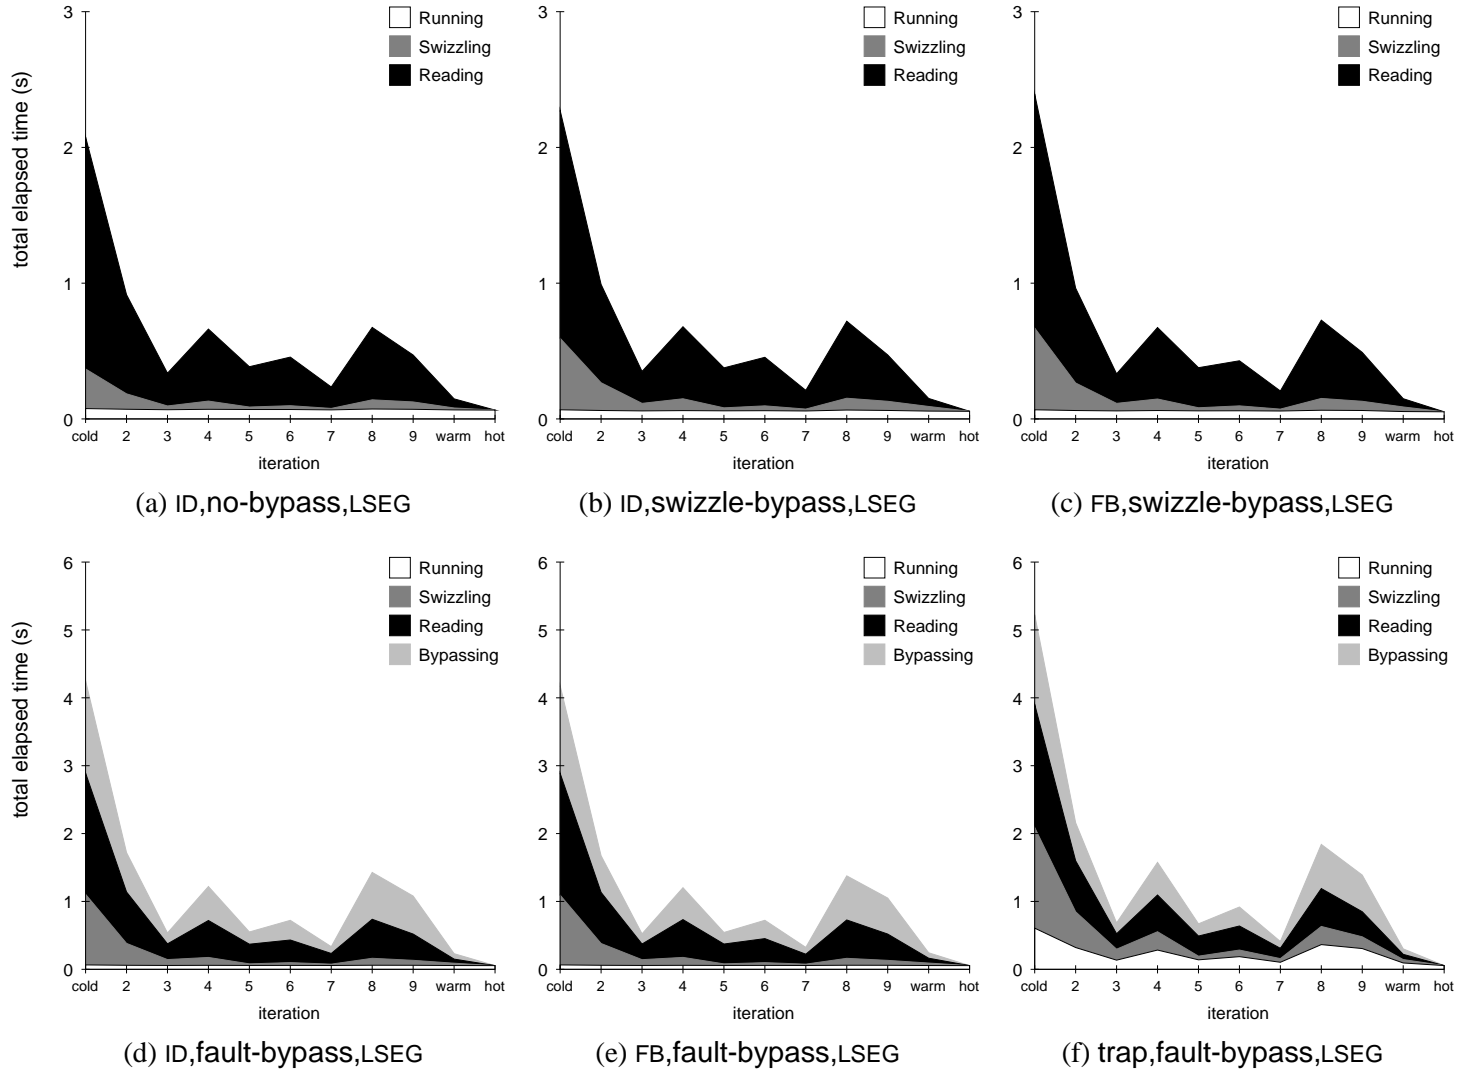 total elapsed time (s)
3
2
1
0
Running
Swizzling
Reading
cold 2 3 4 5 6 7 8 9 warm hot
iteration
(a) ID,no-bypass,LSEG
3
2
1
0
Running
Swizzling
Reading
cold 2 3 4 5 6 7 8 9 warm hot
iteration
(b) ID,swizzle-bypass,LSEG
3
2
1
0
Running
Swizzling
Reading
cold 2 3 4 5 6 7 8 9 warm hot
iteration
(c) FB,swizzle-bypass,LSEG
total elapsed time (s)
6
5
4
3
2
1
0
Running
Swizzling
Reading
Bypassing
cold 2 3 4 5 6 7 8 9 warm hot
iteration
(d) ID,fault-bypass,LSEG
6
5
4
3
2
1
0
Running
Swizzling
Reading
Bypassing
cold 2 3 4 5 6 7 8 9 warm hot
iteration
(e) FB,fault-bypass,LSEG
6
5
4
3
2
1
0
Running
Swizzling
Reading
Bypassing
cold 2 3 4 5 6 7 8 9 warm hot
iteration
(f) trap,fault-bypass,LSEG